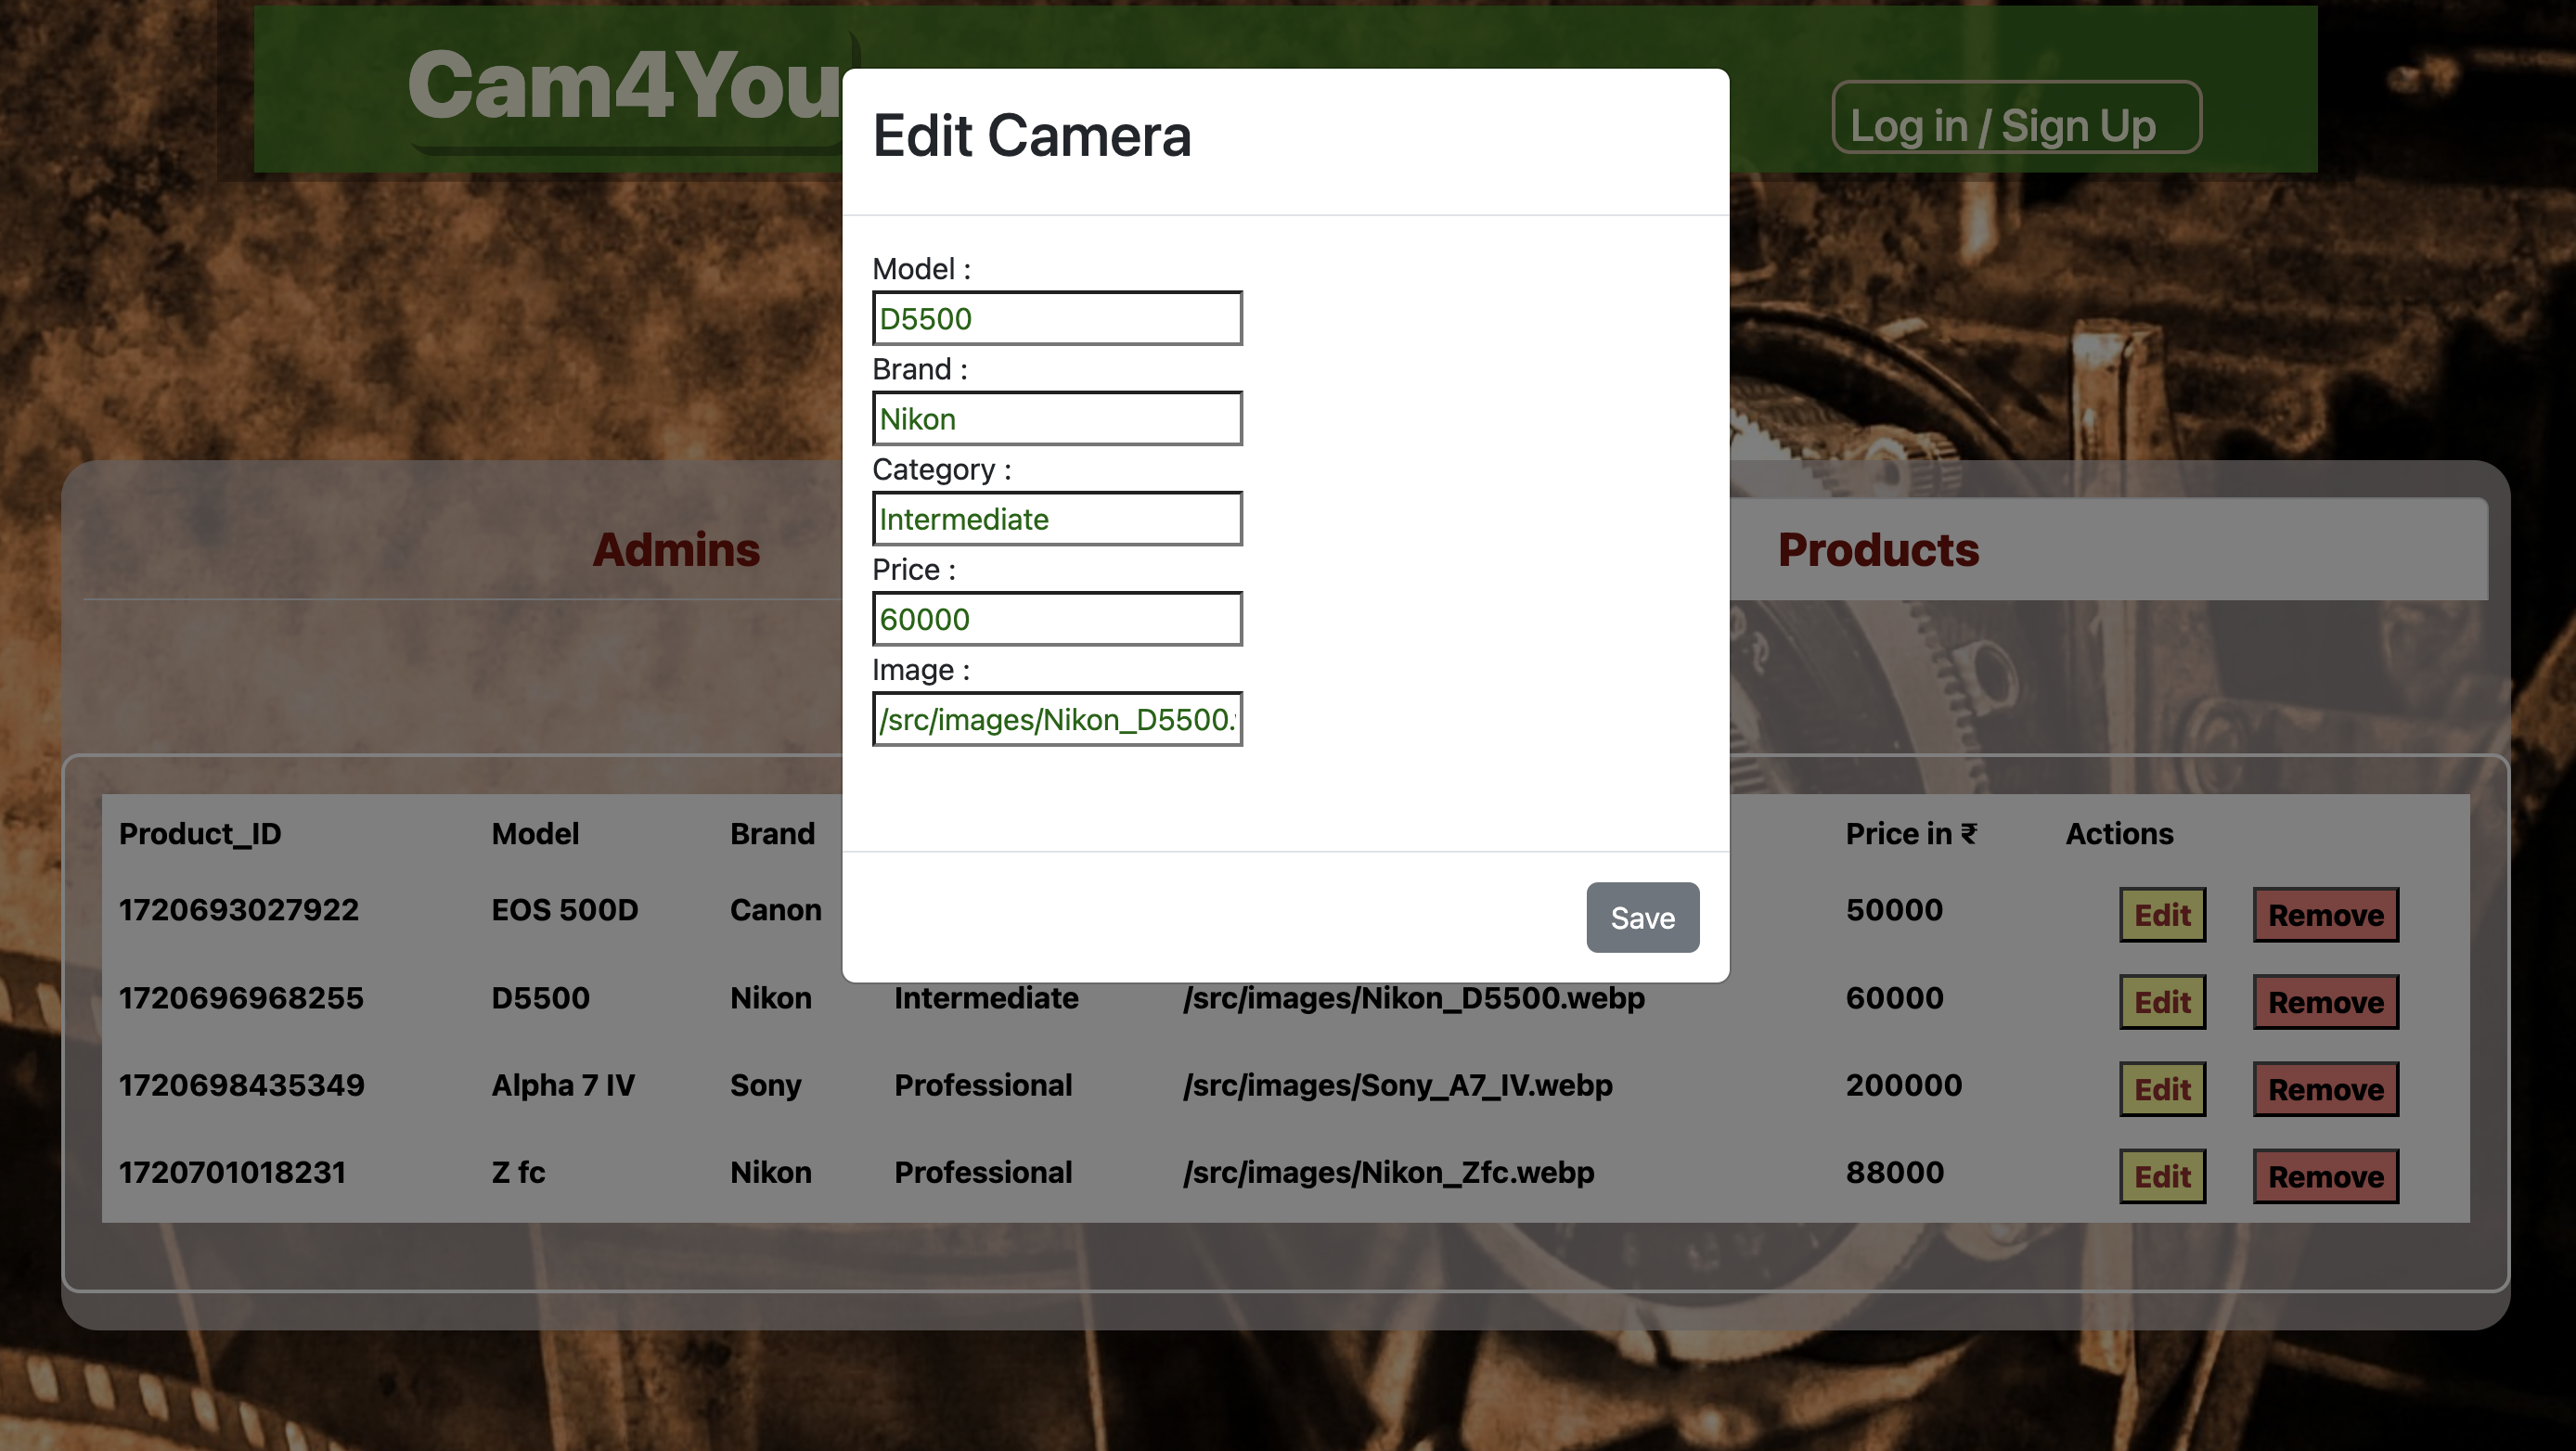 Cam4You
Log in / Sign Up
Edit Camera
Model :
D5500
Brand :
Nikon
Category :
Intermediate
Price :
60000
Image :
/src/images/Nikon_D5500.
Save
Admins
Products
Product_ID Model Brand Price in ₹ Actions
1720693027922 EOS 500D Canon 50000 Edit Remove
1720696968255 D5500 Nikon Intermediate /src/images/Nikon_D5500.webp 60000 Edit Remove
1720698435349 Alpha 7 IV Sony Professional /src/images/Sony_A7_IV.webp 200000 Edit Remove
1720701018231 Z fc Nikon Professional /src/images/Nikon_Zfc.webp 88000 Edit Remove